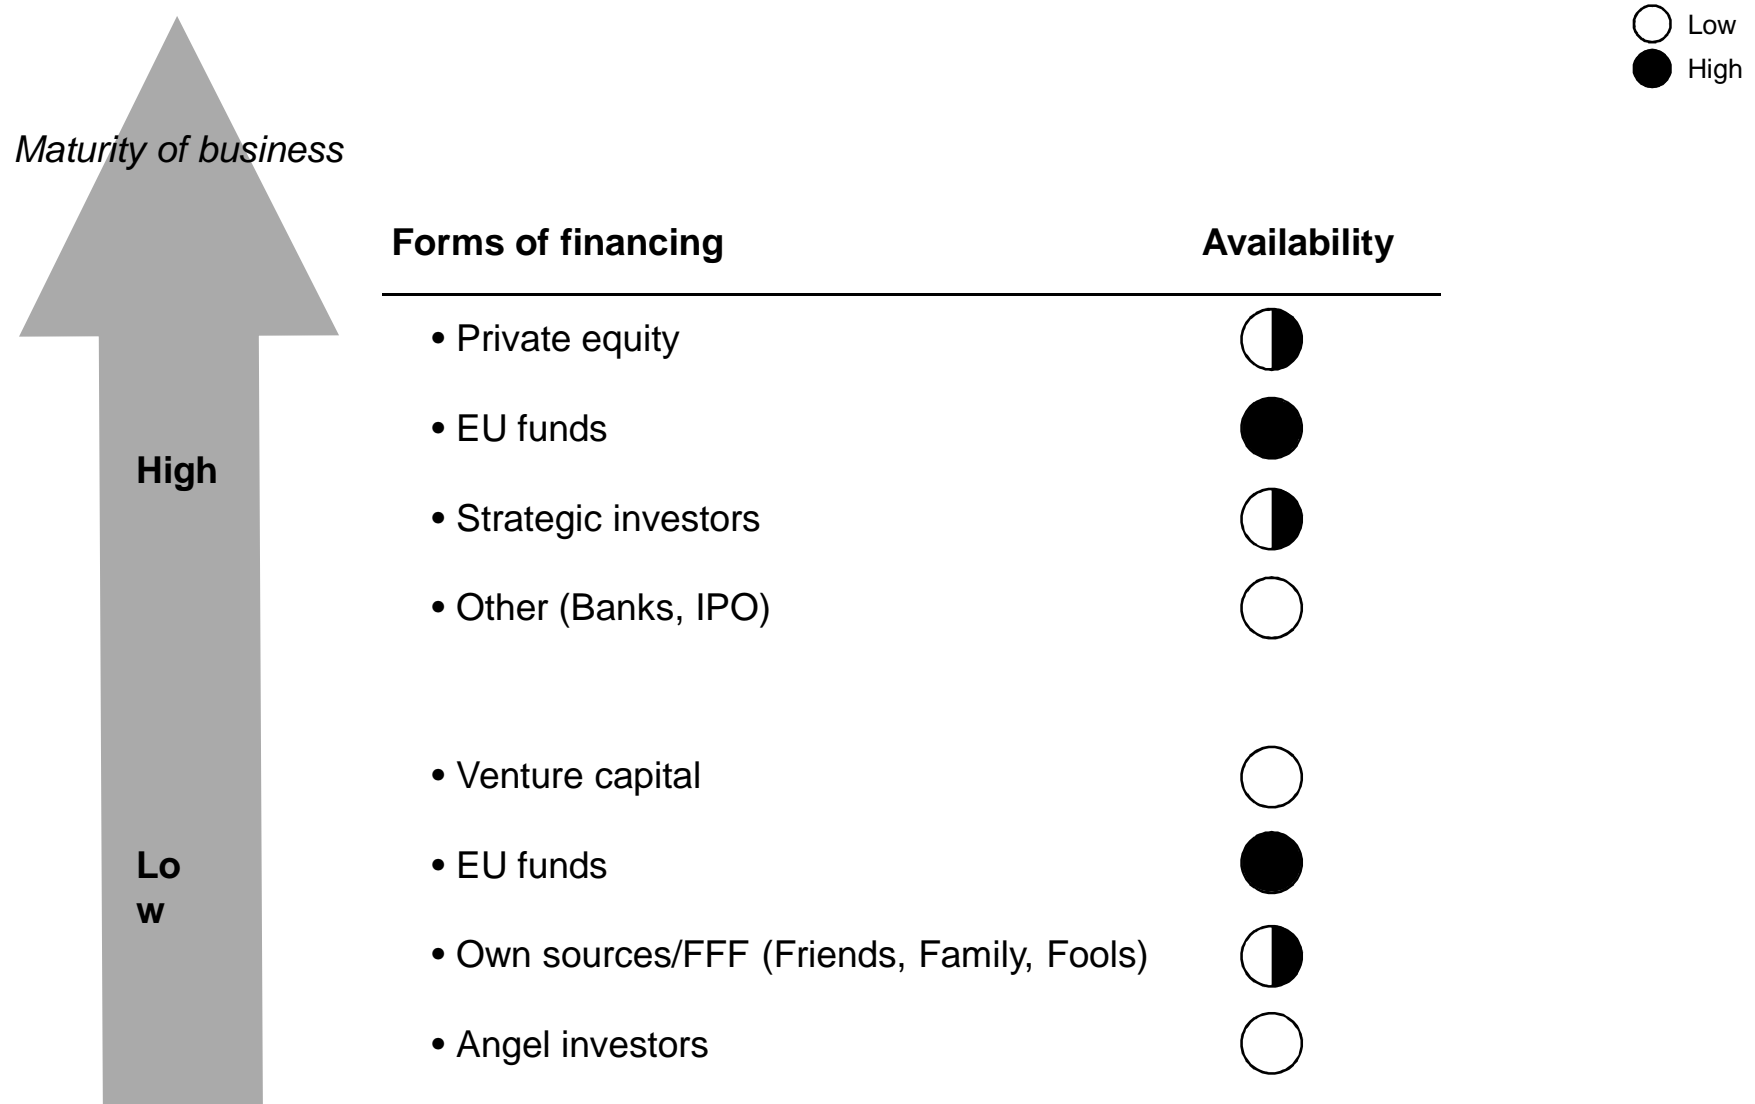 Low
High
Maturity of business
Forms of financing Availability
• Private equity
• EU funds
High
• Strategic investors
• Other (Banks, IPO)
• Venture capital
Lo
w
• EU funds
• Own sources/FFF (Friends, Family, Fools)
• Angel investors